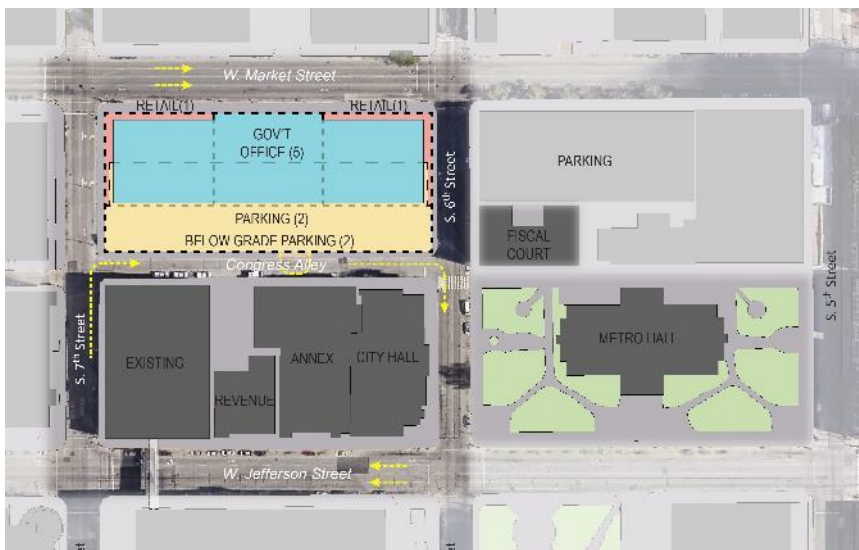 W. Market Street
RETAIL(1)
RETAIL(1)
GOV'T
OFFICE (5)
PARKING (2)
BELOW GRADE PARKING (2)
Congress Alley
S. 6th Street
PARKING
FISCAL
COURT
S. 5th Street
S. 7th Street
EXISTING
REVENUE
ANNEX
CITY HALL
METRO HALL
W. Jefferson Street